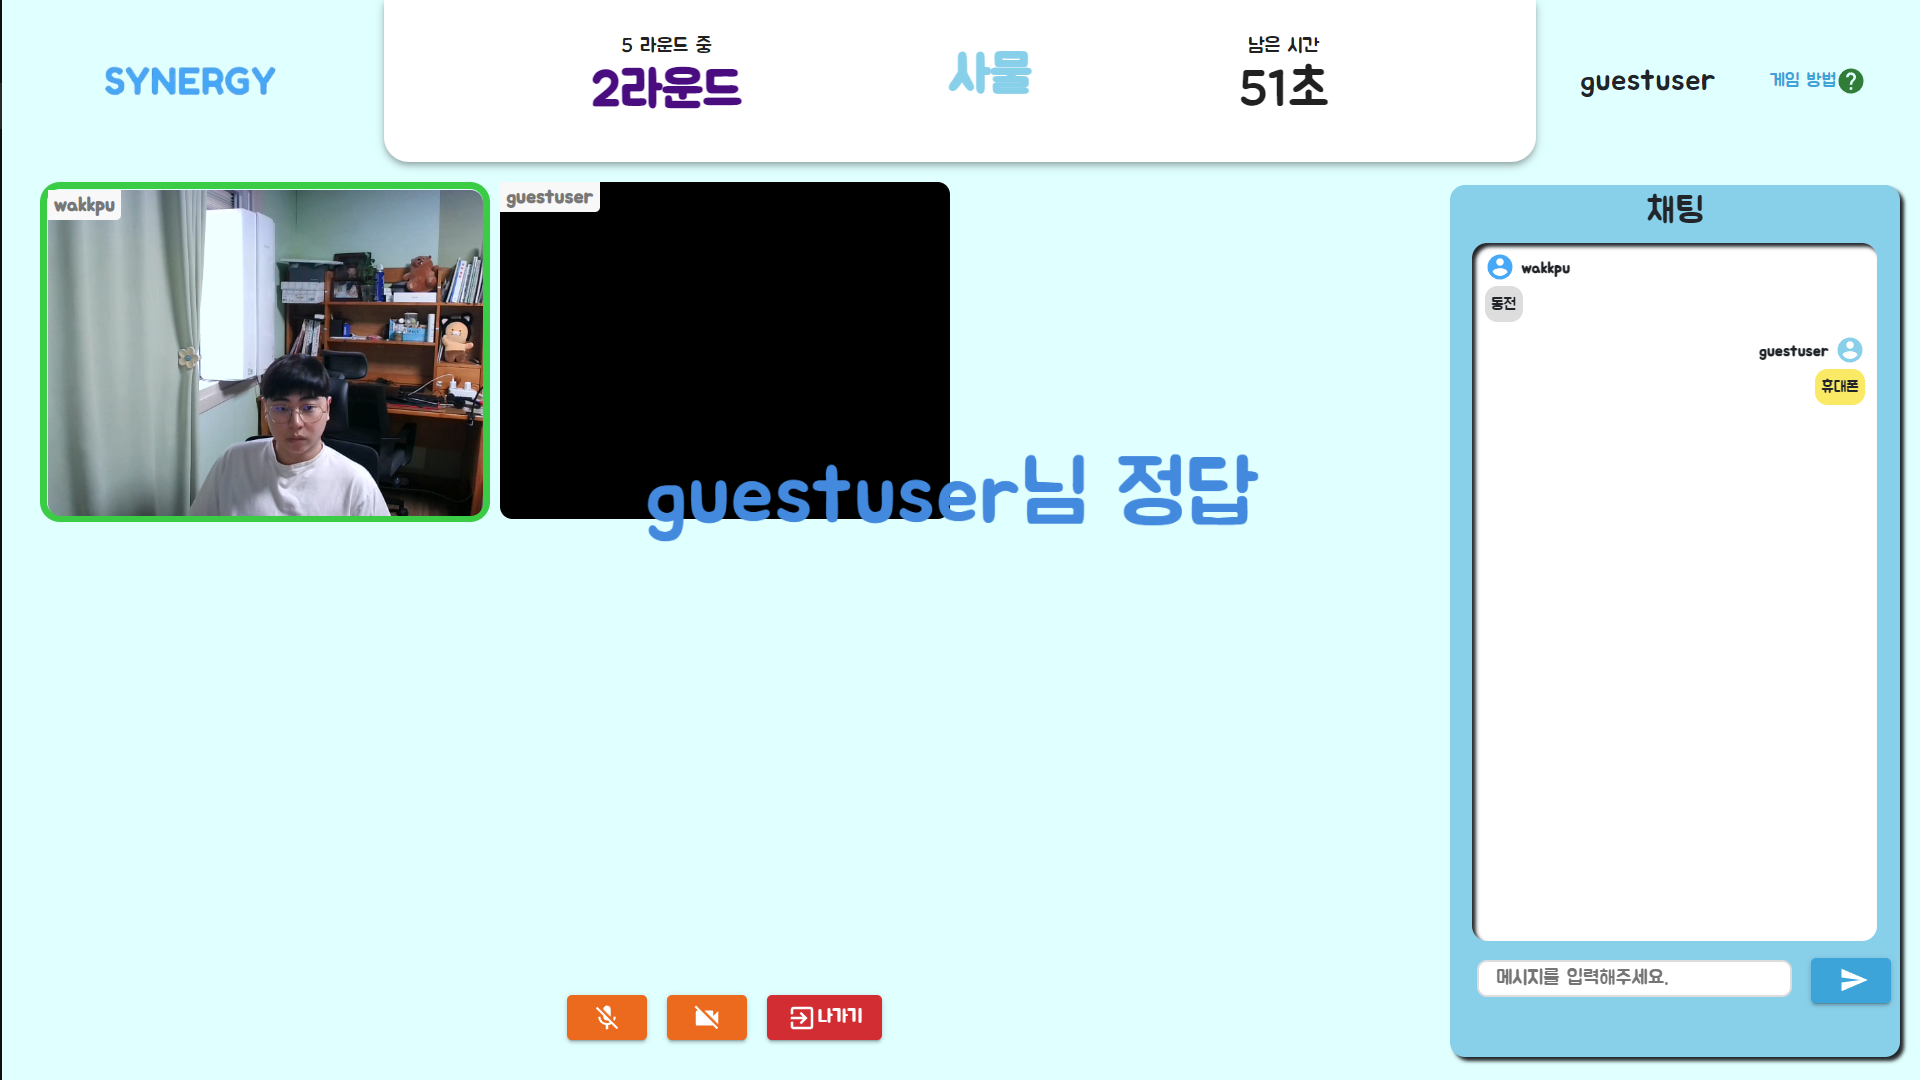 SYNERGY
5 라운드 중
2라운드
사물
남은 시간
51초
guestuser
게임 방법
wakkpu
guestuser
guestuser님 정답
채팅
wakkpu
동전
guestuser
휴대폰
메시지를 입력해주세요.
나가기